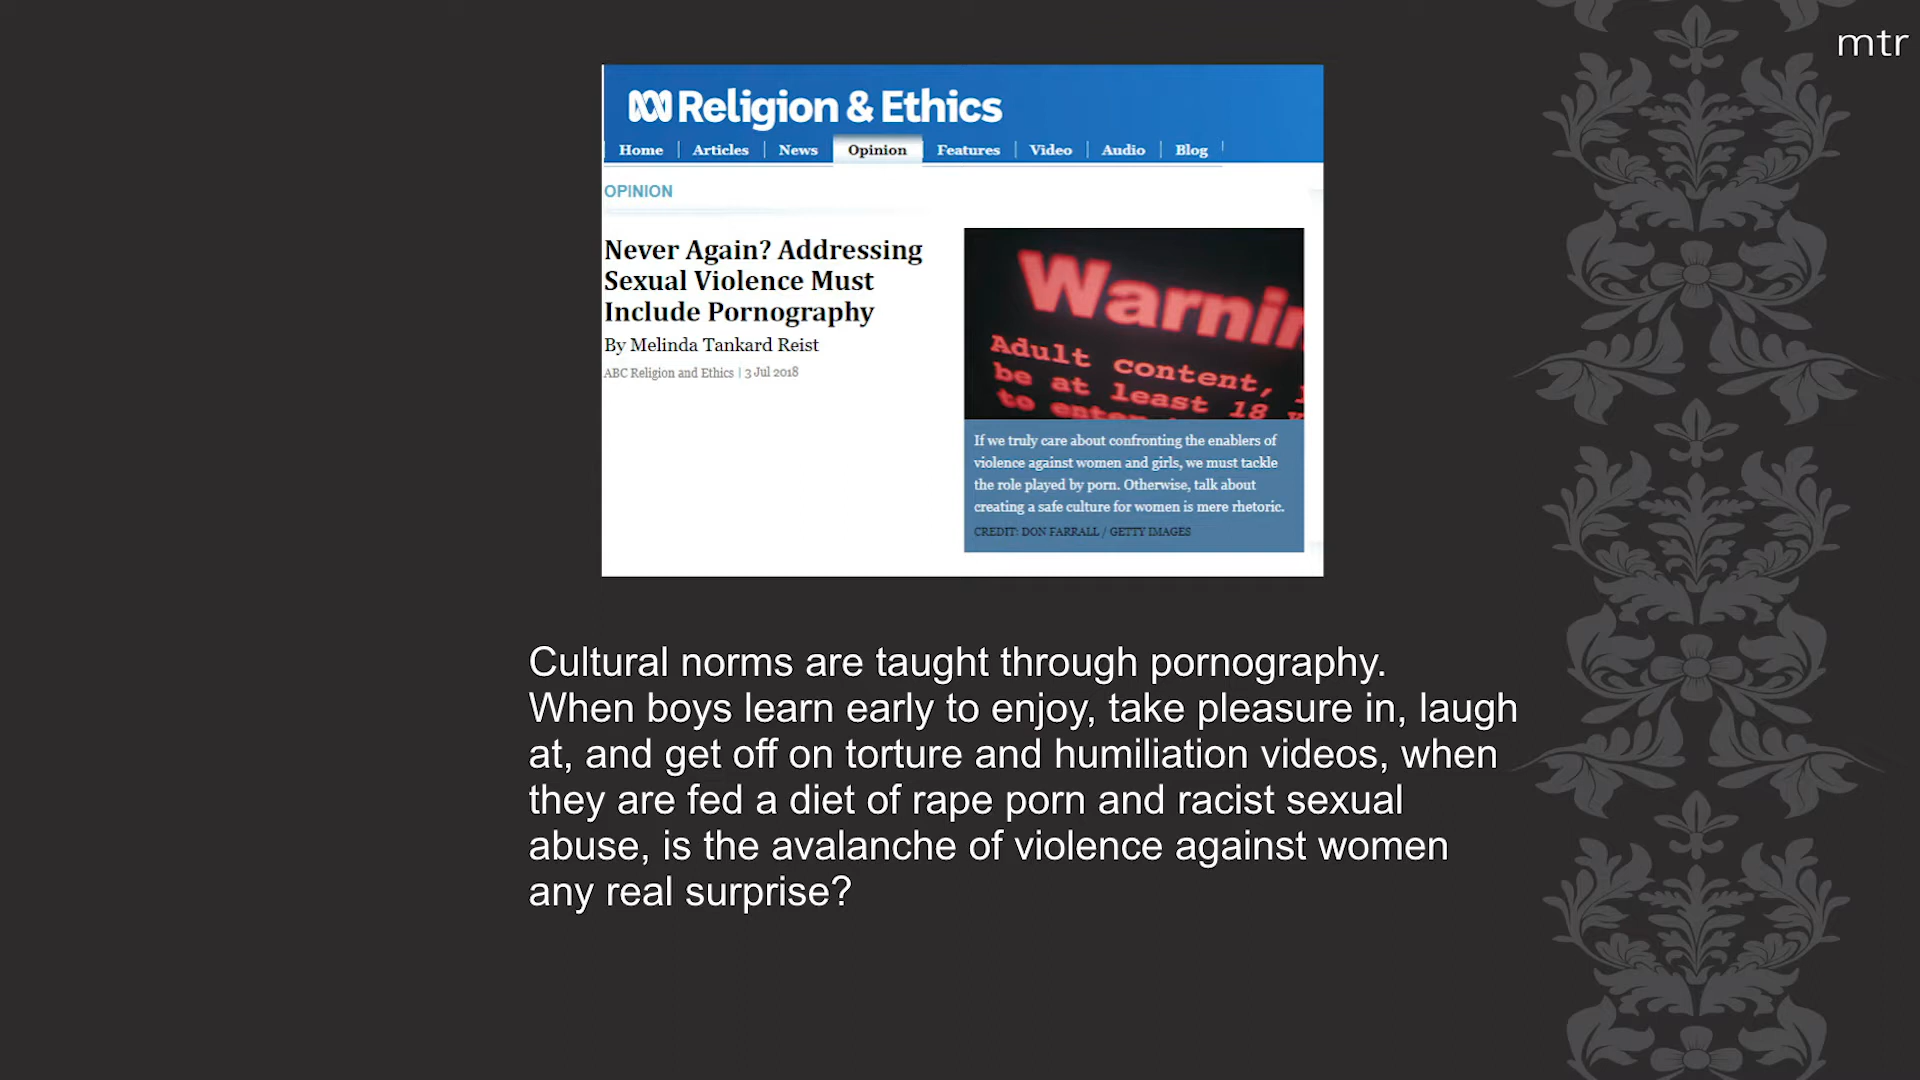 mtr
Religion & Ethics
Home Articles News Opinion Features Video Audio Blog
OPINION
Never Again? Addressing
Sexual Violence Must
Include Pornography
By Melinda Tankard Reist
ABC Religion and Ethics | 3 Jul 2018
Warnin
Adult content,
be at least 18
to enter
If we truly care about confronting the enablers of
violence against women and girls, we must tackle
the role played by porn. Otherwise, talk about
creating a safe culture for women is mere rhetoric.
CREDIT: DON FARRALL / GETTY IMAGES
Cultural norms are taught through pornography.
When boys learn early to enjoy, take pleasure in, laugh
at, and get off on torture and humiliation videos, when
they are fed a diet of rape porn and racist sexual
abuse, is the avalanche of violence against women
any real surprise?